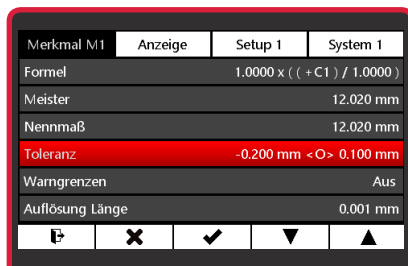 Merkmal M1 Anzeige Setup 1 System 1
Formel 1.0000 x ( ( +C1 ) / 1.0000 )
Meister 12.020 mm
Nennmaß 12.020 mm
Toleranz -0.200 mm <O> 0.100 mm
Warngrenzen Aus
Auflösung Länge 0.001 mm